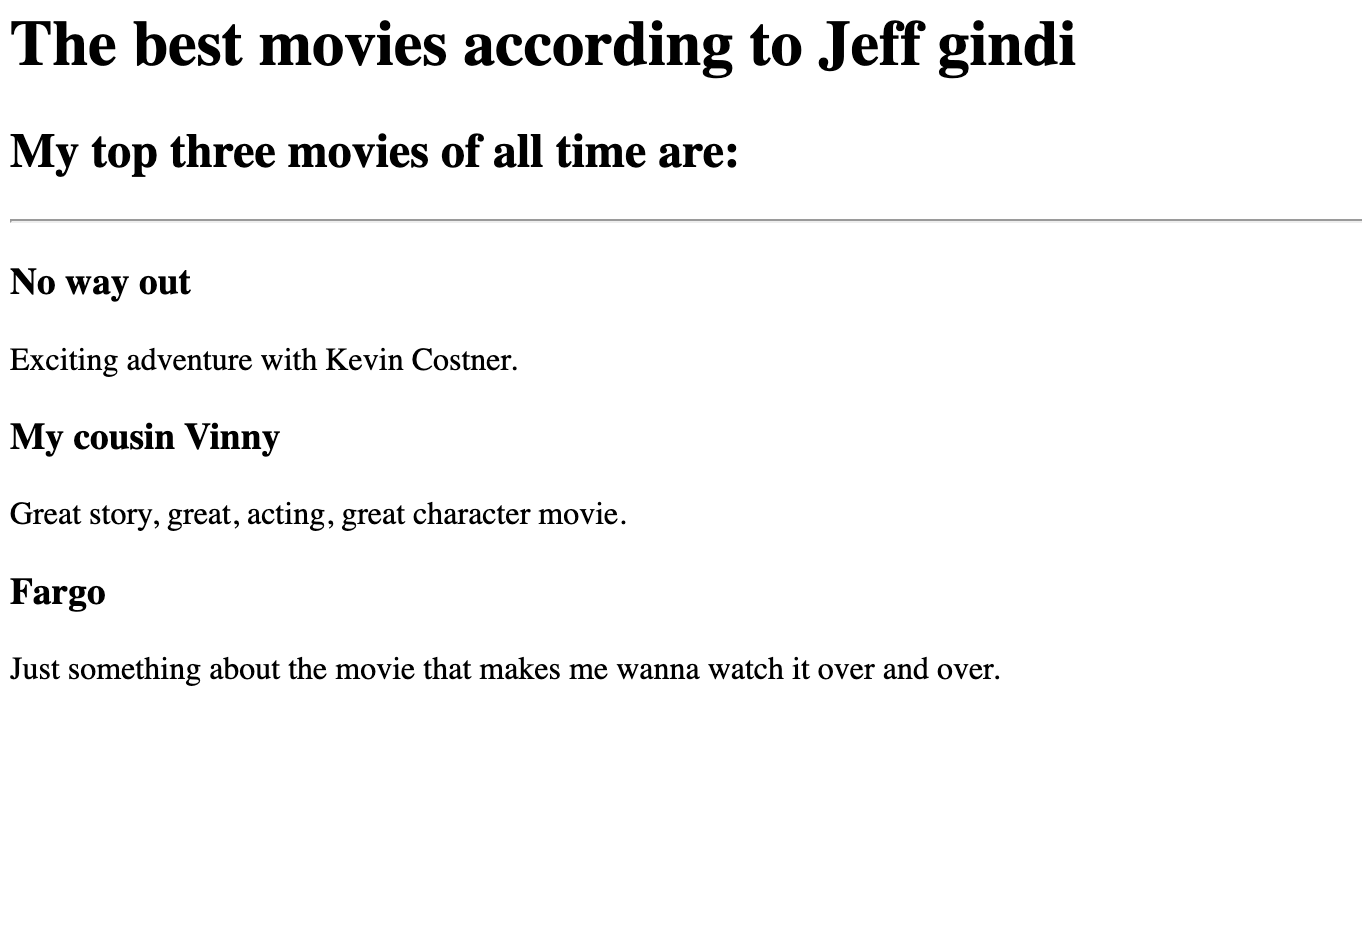 The best movies according to Jeff gindi
My top three movies of all time are:
No way out
Exciting adventure with Kevin Costner.
My cousin Vinny
Great story, great, acting, great character movie.
Fargo
Just something about the movie that makes me wanna watch it over and over.